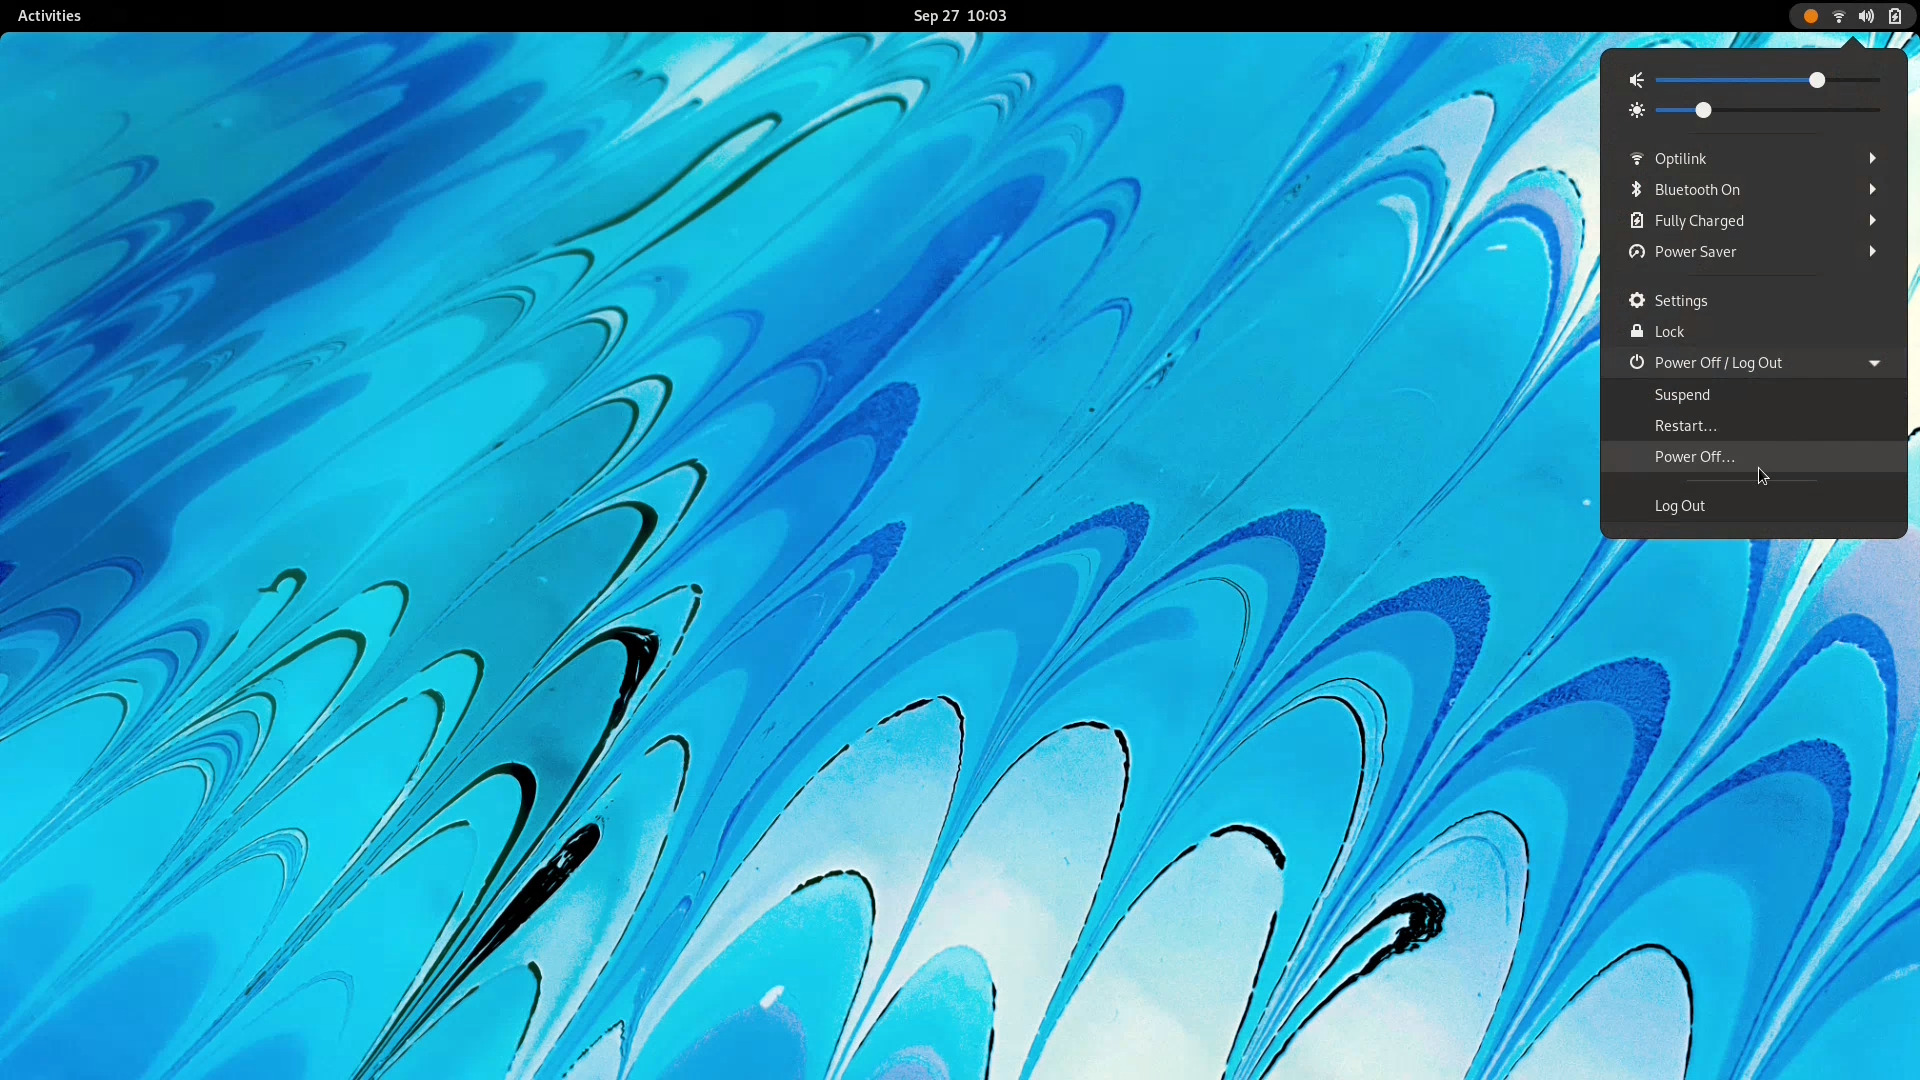 Activities
Sep 27 10:03
Optilink
Bluetooth On
Fully Charged
Power Saver
Settings
Lock
Power Off / Log Out
Suspend
Restart…
Power Off…
Log Out